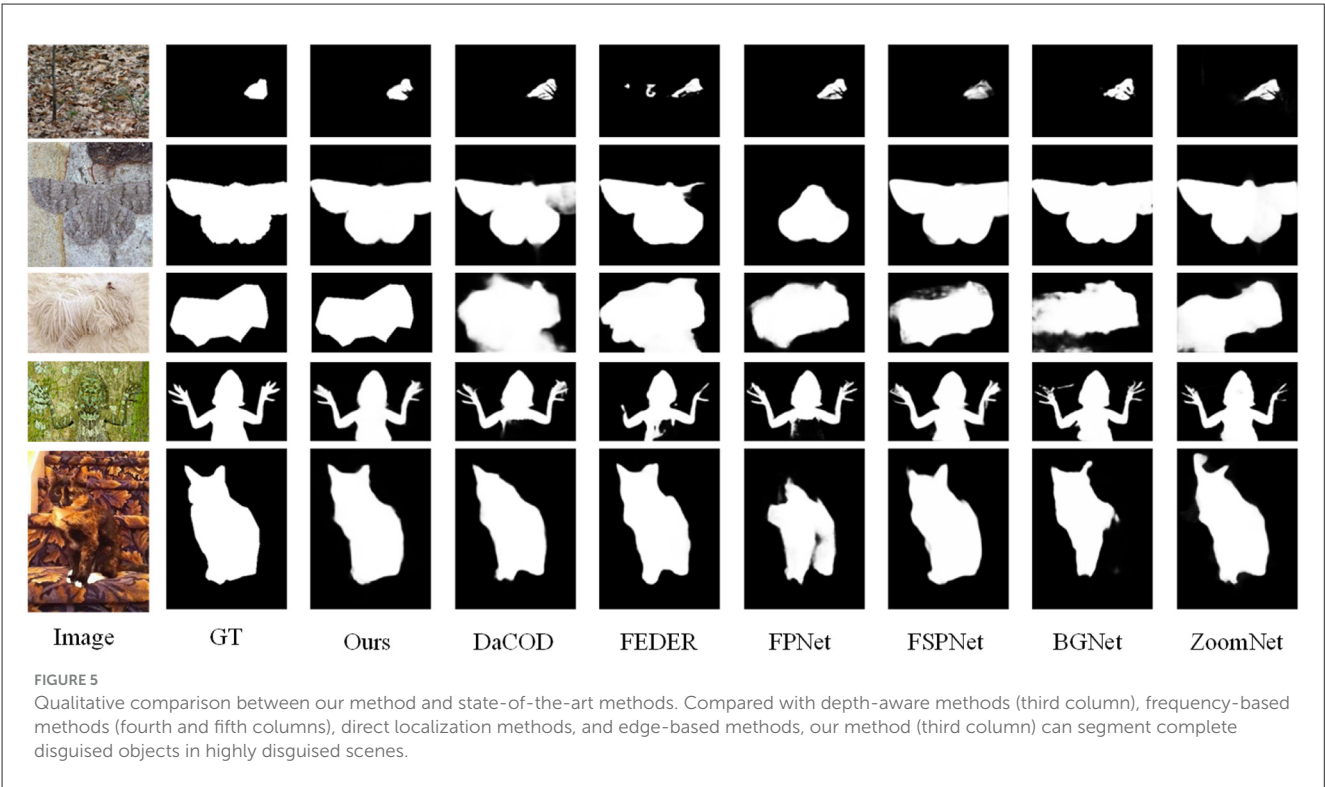 Image GT Ours DaCOD FEDER FPNet FSPNet BGNet ZoomNet
FIGURE 5
Qualitative comparison between our method and state-of-the-art methods. Compared with depth-aware methods (third column), frequency-based
methods (fourth and fifth columns), direct localization methods, and edge-based methods, our method (third column) can segment complete
disguised objects in highly disguised scenes.